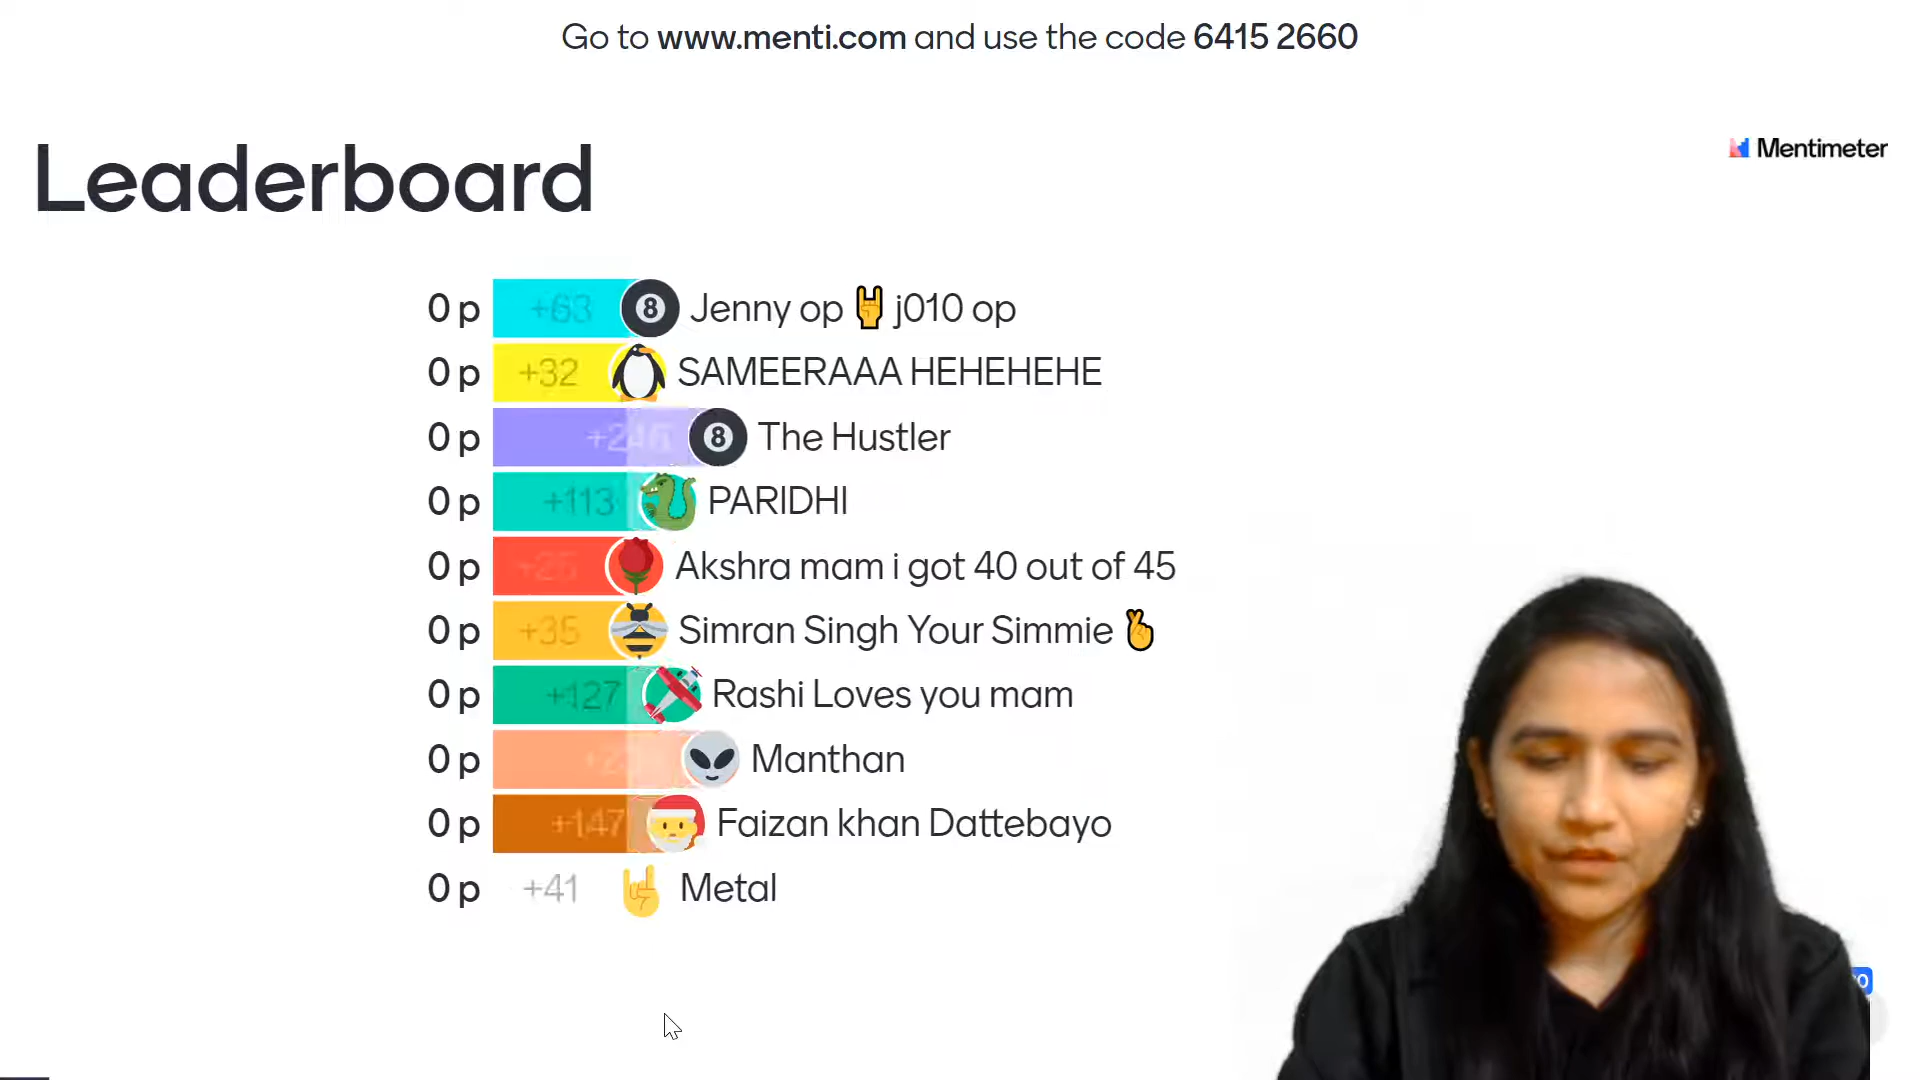 Go to www.menti.com and use the code 6415 2660
Leaderboard
Mentimeter
0 p +63 8 Jenny op 🤘 j010 op
0 p +32 SAMEERAAA HEHEHEHE
0 p 8 The Hustler
0 p +113 PARIDHI
0 p +25 Akshra mam i got 40 out of 45
0 p +35 Simran Singh Your Simmie 🫰
0 p +127 Rashi Loves you mam
0 p Manthan
0 p +147 Faizan khan Dattebayo
0 p +41 Metal